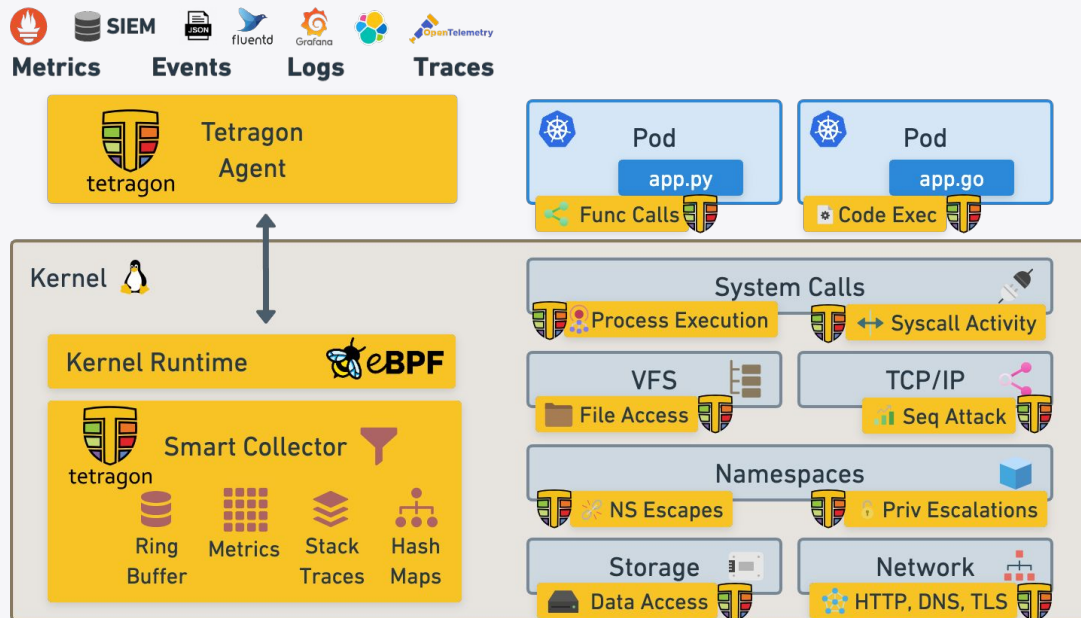 SIEM
JSON
fluentd
Grafana
OpenTelemetry
Metrics
Events
Logs
Traces
tetragon
Tetragon
Agent
Pod
app.py
Func Calls
Pod
app.go
Code Exec
Kernel
Kernel Runtime
eBPF
tetragon
Smart Collector
Ring
Buffer
Metrics
Stack
Traces
Hash
Maps
System Calls
Process Execution
Syscall Activity
VFS
File Access
TCP/IP
Seq Attack
Namespaces
NS Escapes
Priv Escalations
Storage
Data Access
Network
HTTP, DNS, TLS